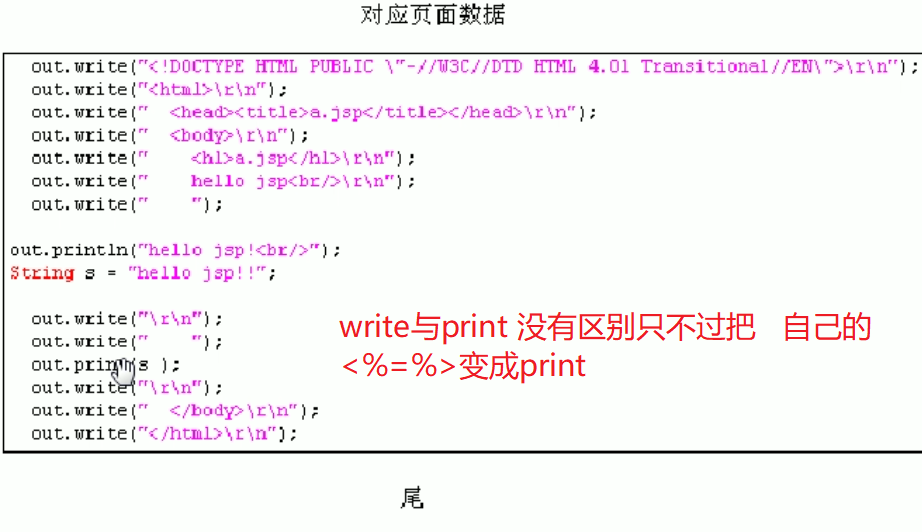 对应页面数据
out.write("<!DOCTYPE HTML PUBLIC \"-//W3C//DTD HTML 4.01 Transitional//EN\">\r\n");
out.write("<html>\r\n");
out.write("  <head><title>a.jsp</title></head>\r\n");
out.write("  <body>\r\n");
out.write("    <h1>a.jsp</h1>\r\n");
out.write("    hello jsp<br/>\r\n");
out.write("    ");
out.println("hello jsp!<br/>");
String s = "hello jsp!!";
out.write("\r\n");
out.write("    ");
write与print 没有区别只不过把 自己的
out.print(s );
<%=%>变成print
out.write("\r\n");
out.write("  </body>\r\n");
out.write("</html>\r\n");
尾